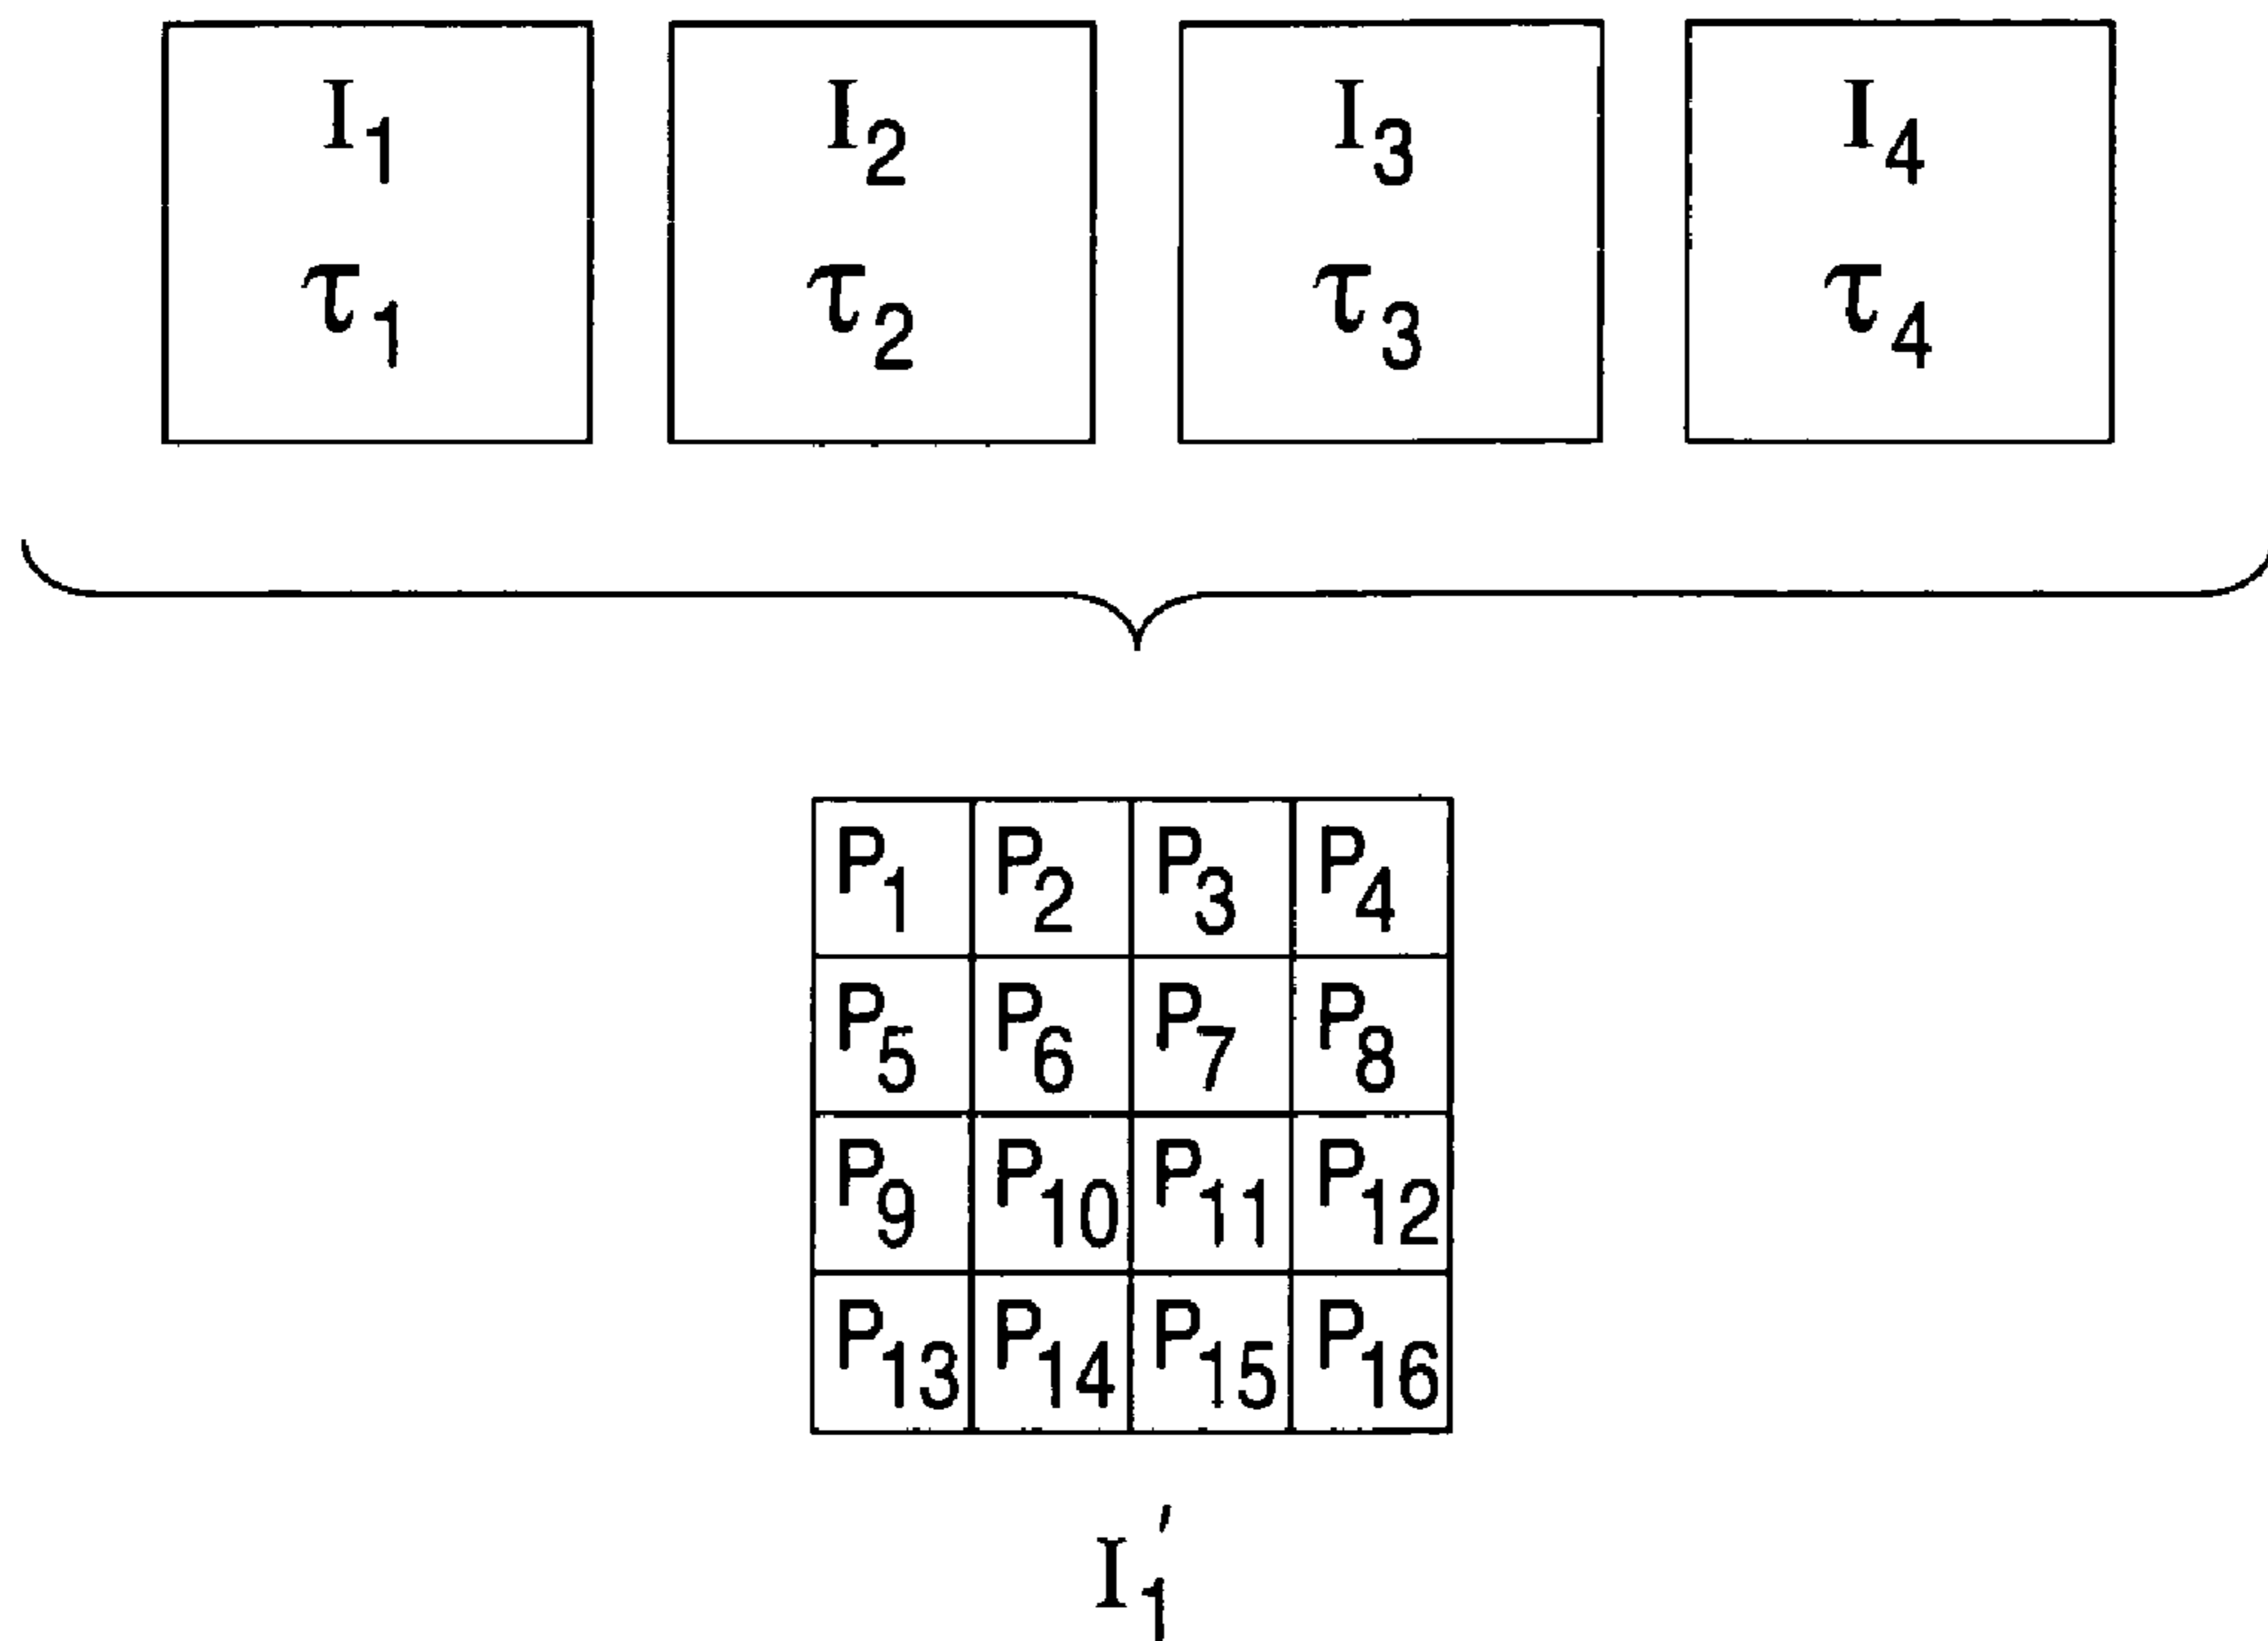 I₁ I₂ I₃ I₄
τ₁ τ₂ τ₃ τ₄
P₁ P₂ P₃ P₄
P₅ P₆ P₇ P₈
P₉ P₁₀ P₁₁ P₁₂
P₁₃ P₁₄ P₁₅ P₁₆
I₁′